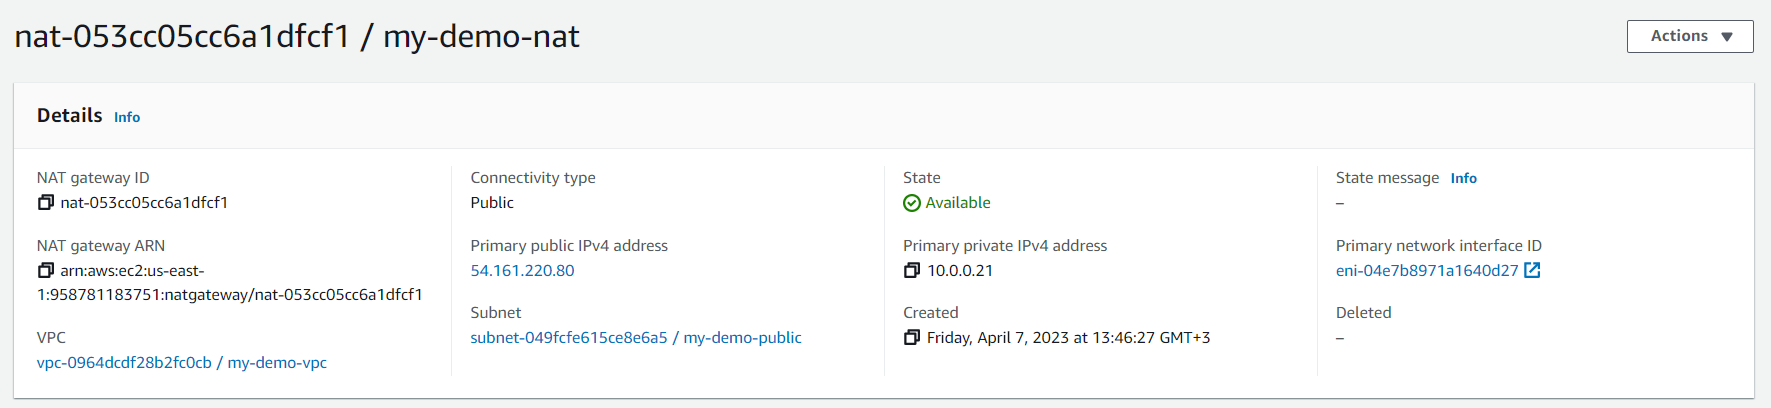 nat-053cc05cc6a1dfcf1 / my-demo-nat
Actions
Details Info
NAT gateway ID
nat-053cc05cc6a1dfcf1
Connectivity type
Public
State
Available
State message Info
–
NAT gateway ARN
arn:aws:ec2:us-east-
1:958781183751:natgateway/nat-053cc05cc6a1dfcf1
Primary public IPv4 address
54.161.220.80
Primary private IPv4 address
10.0.0.21
Primary network interface ID
eni-04e7b8971a1640d27
VPC
vpc-0964dcdf28b2fc0cb / my-demo-vpc
Subnet
subnet-049fcfe615ce8e6a5 / my-demo-public
Created
Friday, April 7, 2023 at 13:46:27 GMT+3
Deleted
–